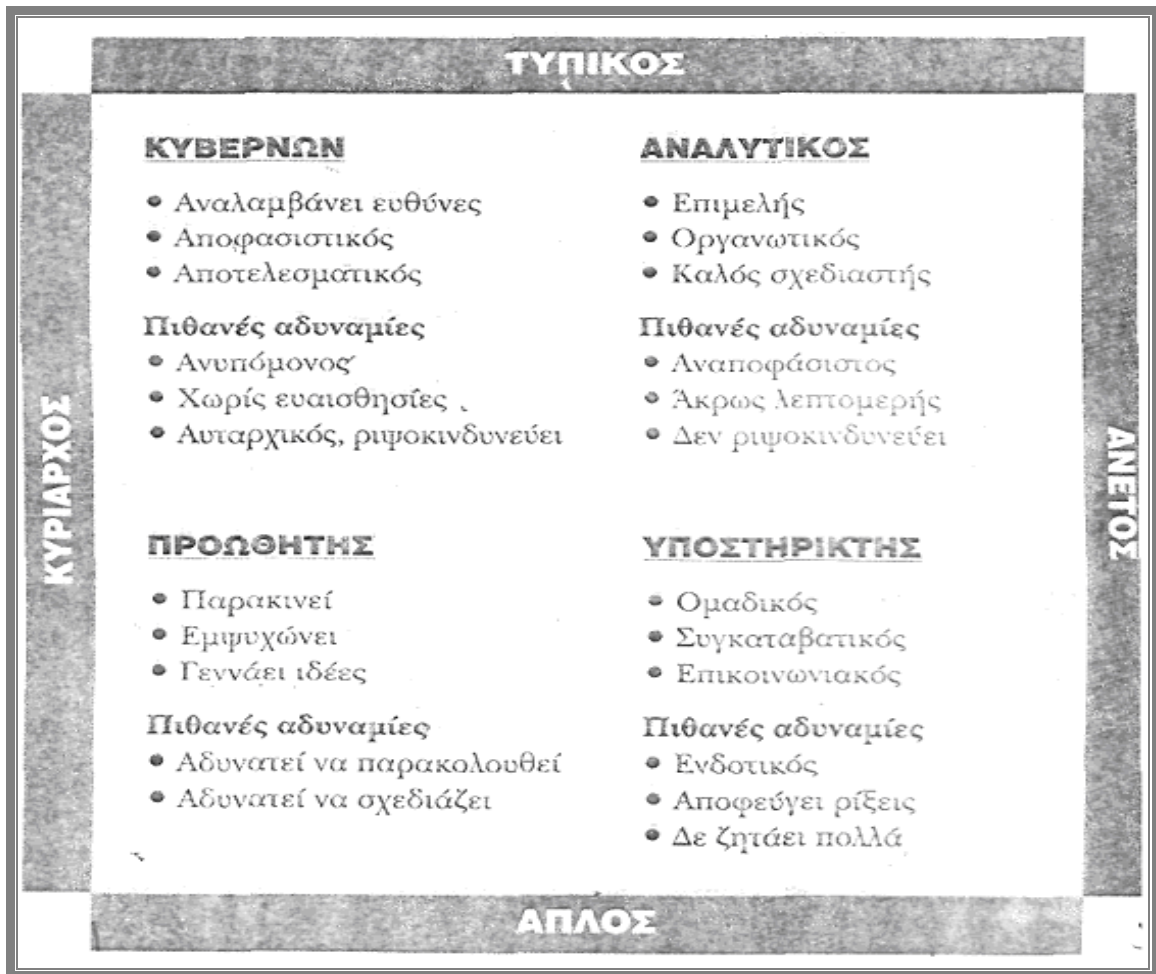 ΤΥΠΙΚΟΣ
ΚΥΡΙΑΡΧΟΣ
ΚΥΒΕΡΝΩΝ
• Αναλαμβάνει ευθύνες
• Αποφασιστικός
• Αποτελεσματικός
Πιθανές αδυναμίες
• Ανυπόμονος
• Χωρίς ευαισθησίες
• Αυταρχικός, ριψοκινδυνεύει
ΑΝΑΛΥΤΙΚΟΣ
• Επιμελής
• Οργανωτικός
• Καλός σχεδιαστής
Πιθανές αδυναμίες
• Αναποφάσιστος
• Άκρως λεπτομερής
• Δεν ριψοκινδυνεύει
ΠΡΟΩΘΗΤΗΣ
• Παρακινεί
• Εμψυχώνει
• Γεννάει ιδέες
Πιθανές αδυναμίες
• Αδυνατεί να παρακολουθεί
• Αδυνατεί να σχεδιάζει
ΥΠΟΣΤΗΡΙΚΤΗΣ
• Ομαδικός
• Συγκαταβατικός
• Επικοινωνιακός
Πιθανές αδυναμίες
• Ενδοτικός
• Αποφεύγει ρίξεις
• Δε ζητάει πολλά
ΑΝΕΤΟΣ
ΑΠΛΟΣ